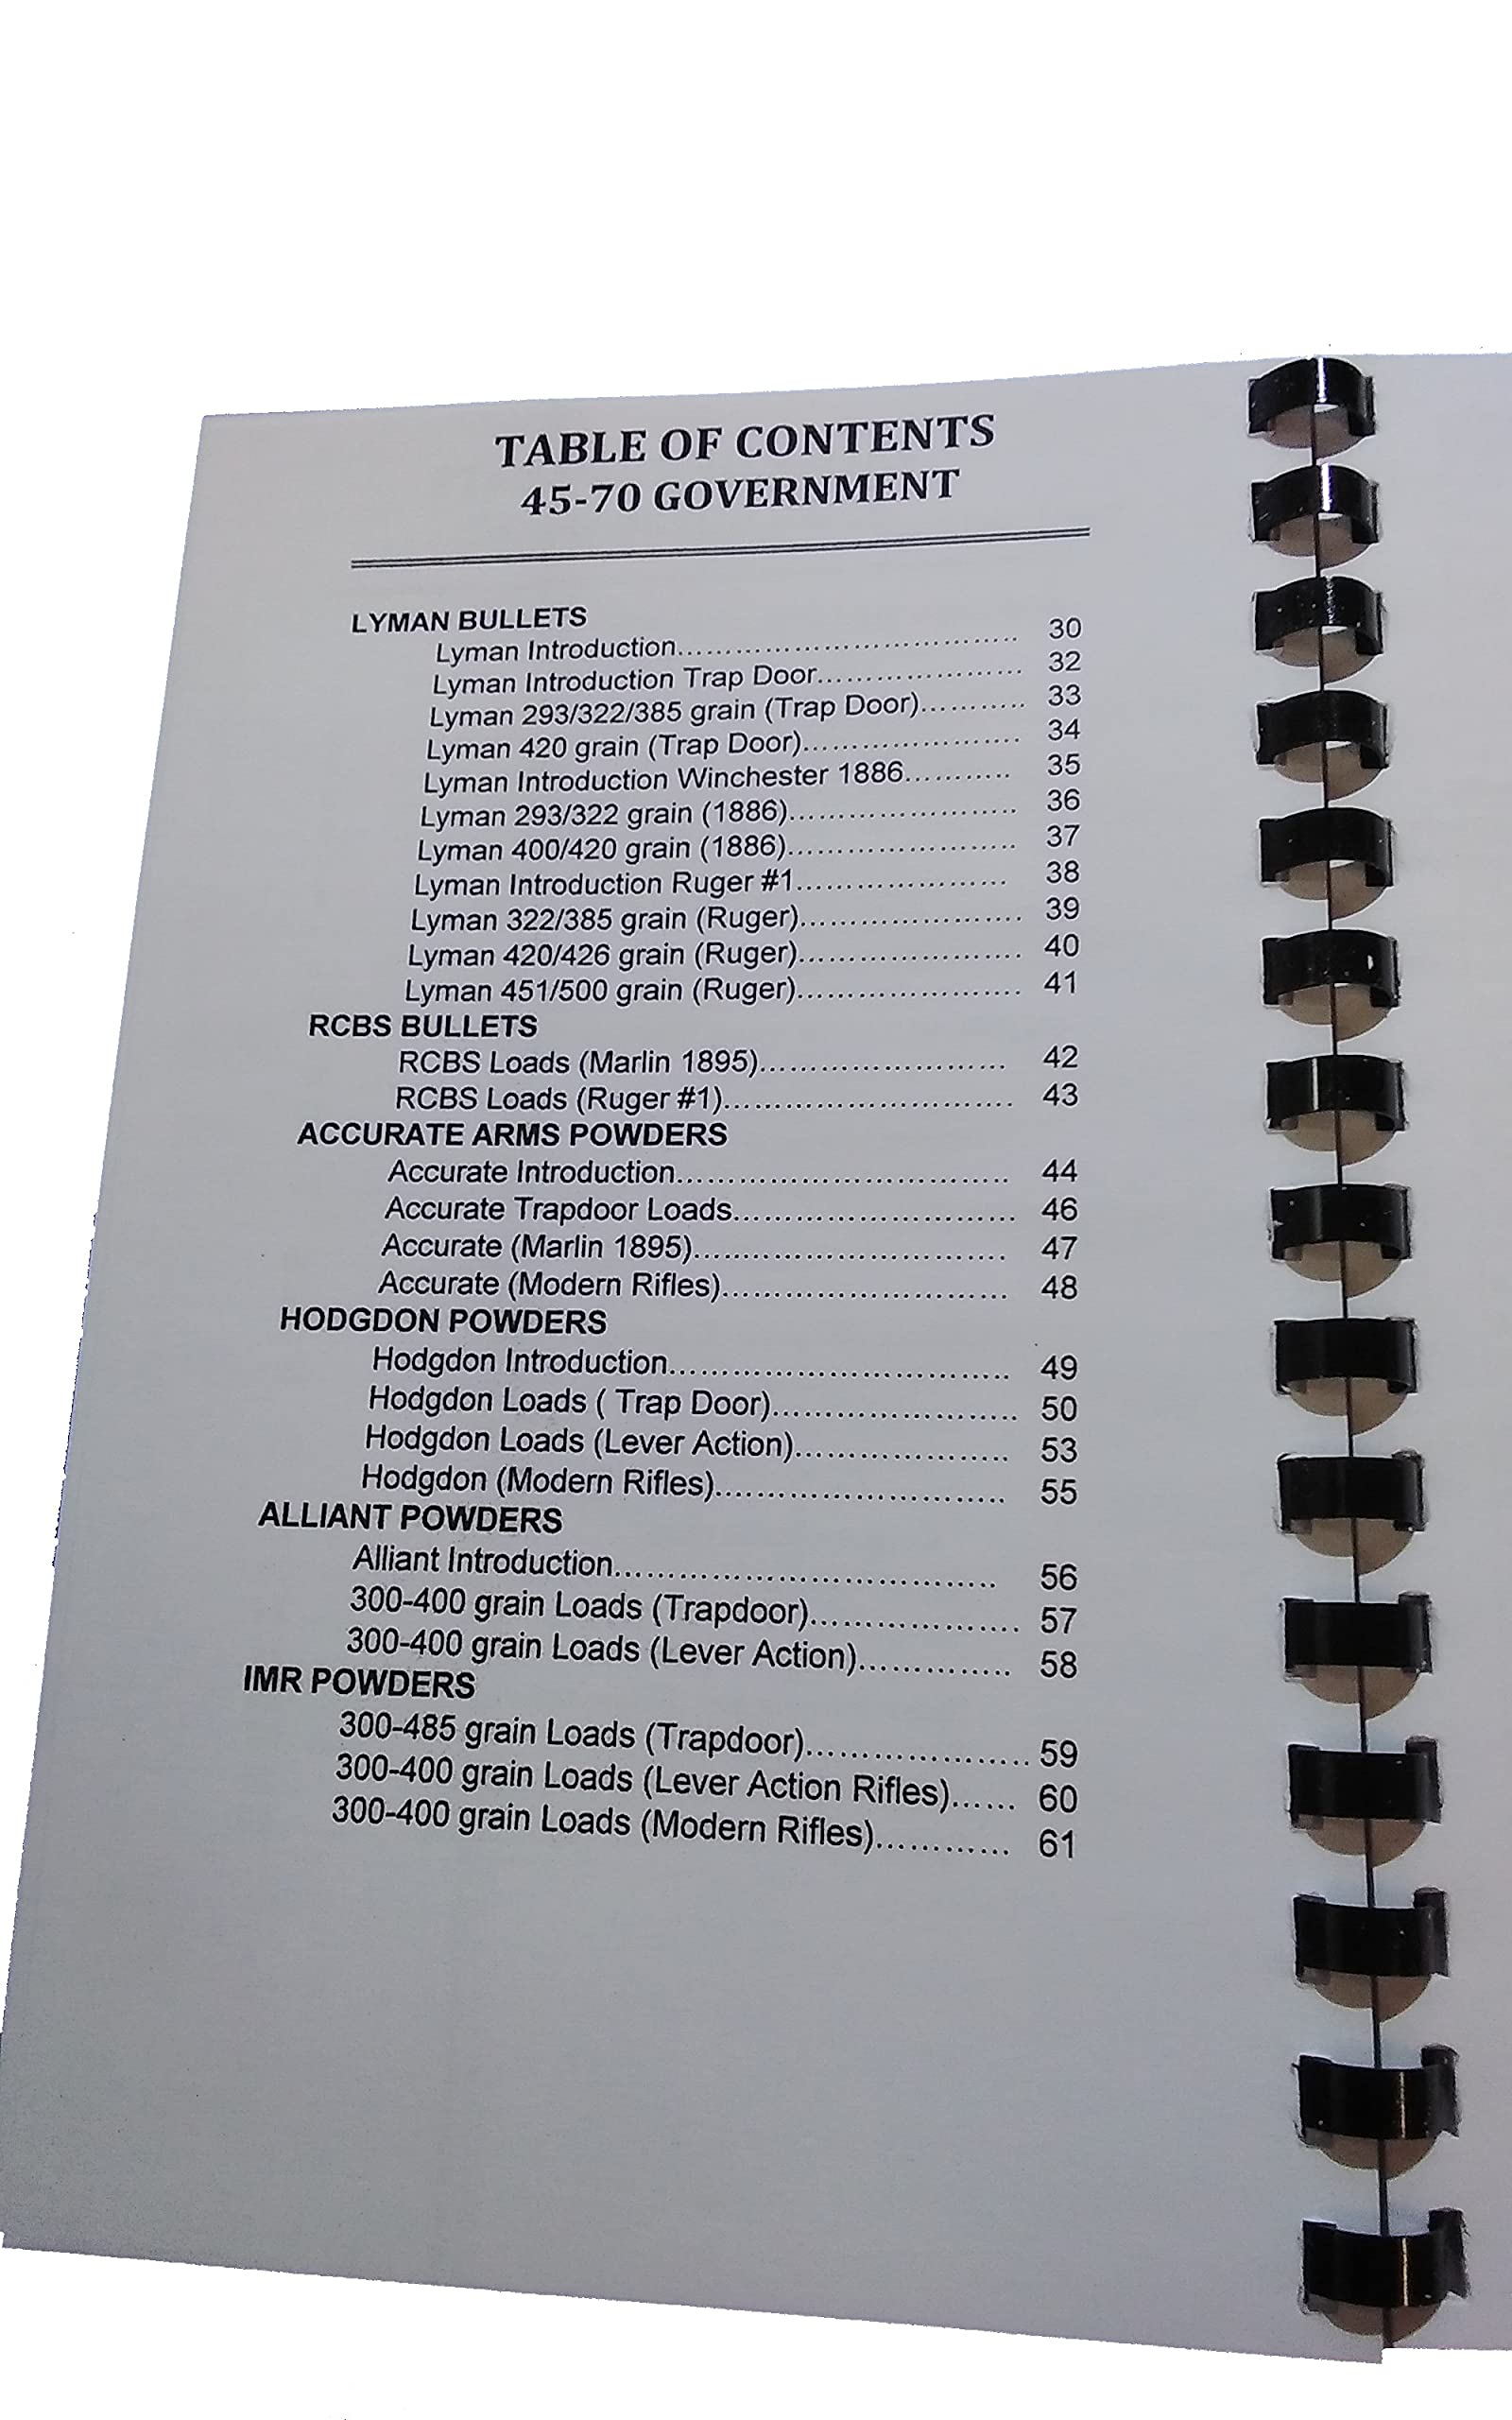 TABLE OF CONTENTS
45-70 GOVERNMENT
LYMAN BULLETS
Lyman Introduction.................................... 30
Lyman Introduction Trap Door..................... 32
Lyman 293/322/385 grain (Trap Door)........... 33
Lyman 420 grain (Trap Door)...................... 34
Lyman Introduction Winchester 1886........... 35
Lyman 293/322 grain (1886)....................... 36
Lyman 400/420 grain (1886)....................... 37
Lyman Introduction Ruger #1..................... 38
Lyman 322/385 grain (Ruger)...................... 39
Lyman 420/426 grain (Ruger)...................... 40
Lyman 451/500 grain (Ruger)...................... 41
RCBS BULLETS
RCBS Loads (Marlin 1895)........................ 42
RCBS Loads (Ruger #1)............................ 43
ACCURATE ARMS POWDERS
Accurate Introduction................................. 44
Accurate Trapdoor Loads............................ 46
Accurate (Marlin 1895).............................. 47
Accurate (Modern Rifles)............................ 48
HODGDON POWDERS
Hodgdon Introduction................................. 49
Hodgdon Loads ( Trap Door)....................... 50
Hodgdon Loads (Lever Action).................... 53
Hodgdon (Modern Rifles)........................... 55
ALLIANT POWDERS
Alliant Introduction.................................... 56
300-400 grain Loads (Trapdoor)................... 57
300-400 grain Loads (Lever Action).............. 58
IMR POWDERS
300-485 grain Loads (Trapdoor).................... 59
300-400 grain Loads (Lever Action Rifles)...... 60
300-400 grain Loads (Modern Rifles)............ 61